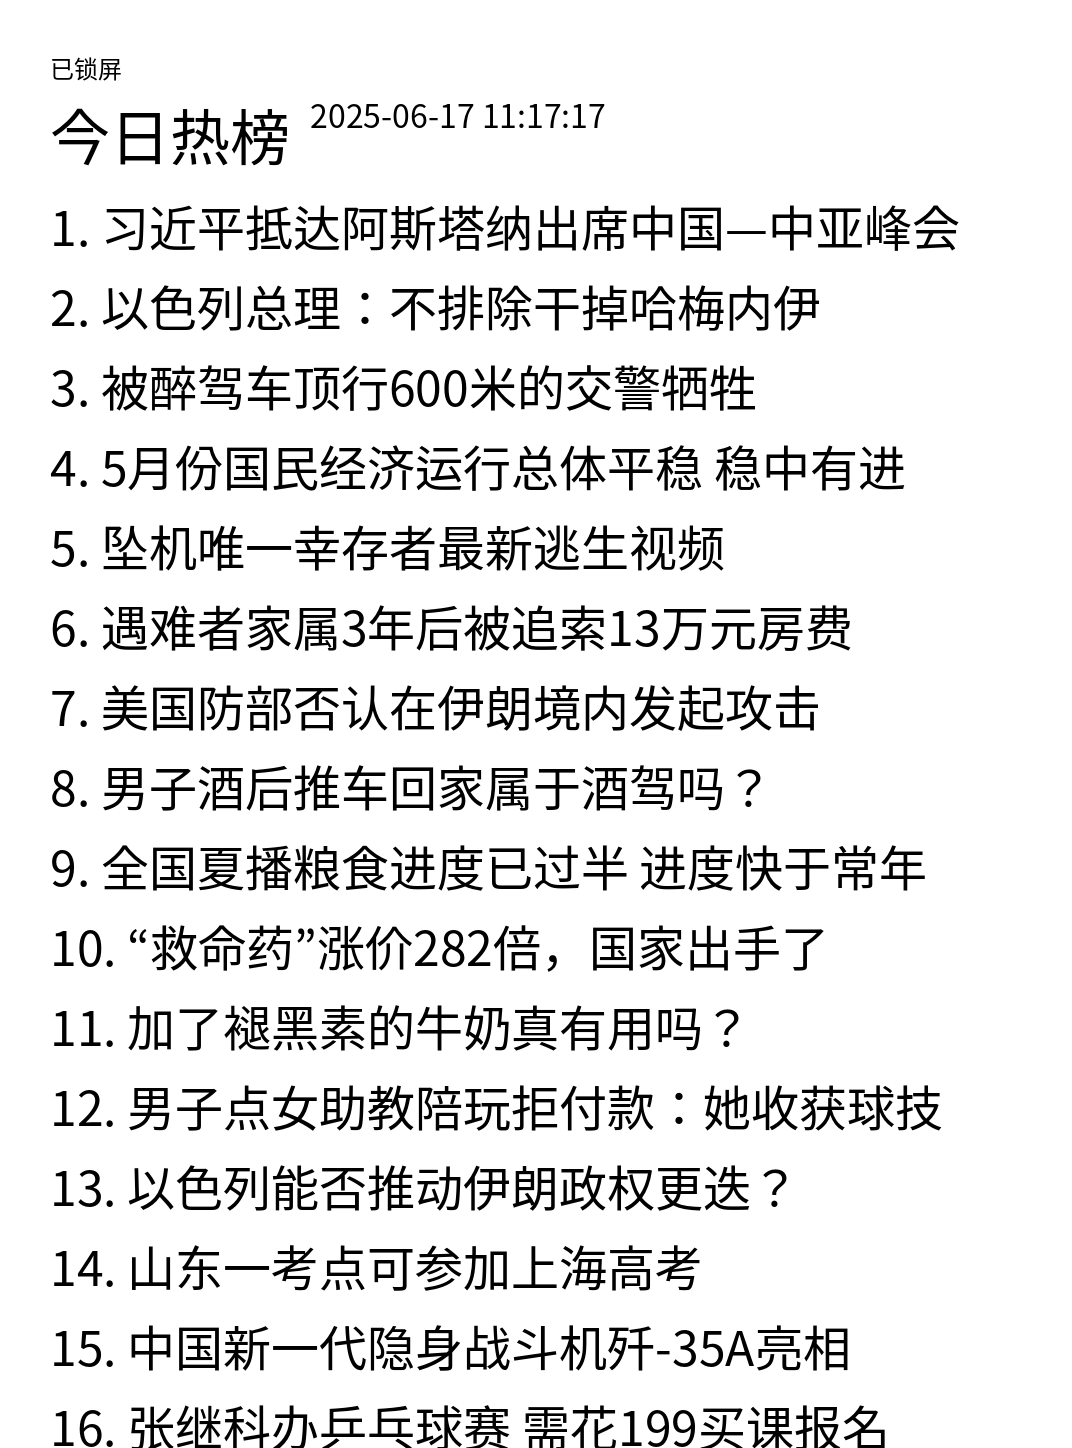 已锁屏
今日热榜 2025-06-17 11:17:17
1. 习近平抵达阿斯塔纳出席中国—中亚峰会
2. 以色列总理：不排除干掉哈梅内伊
3. 被醉驾车顶行600米的交警牺牲
4. 5月份国民经济运行总体平稳 稳中有进
5. 坠机唯一幸存者最新逃生视频
6. 遇难者家属3年后被追索13万元房费
7. 美国防部否认在伊朗境内发起攻击
8. 男子酒后推车回家属于酒驾吗？
9. 全国夏播粮食进度已过半 进度快于常年
10. “救命药”涨价282倍，国家出手了
11. 加了褪黑素的牛奶真有用吗？
12. 男子点女助教陪玩拒付款：她收获球技
13. 以色列能否推动伊朗政权更迭？
14. 山东一考点可参加上海高考
15. 中国新一代隐身战斗机歼-35A亮相
16. 张继科办乒乓球赛 需花199买课报名